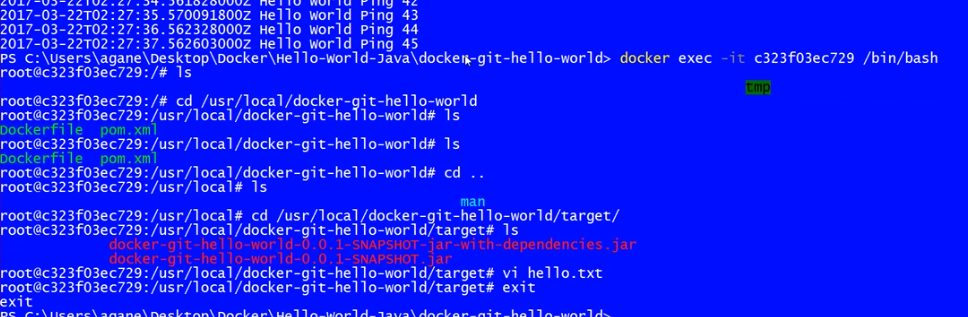 2017-03-22T02:27:34.561828000Z Hello World Ping 42
2017-03-22T02:27:35.570091800Z Hello World Ping 43
2017-03-22T02:27:36.562328000Z Hello World Ping 44
2017-03-22T02:27:37.562603000Z Hello World Ping 45
PS C:\Users\agane\Desktop\Docker\Hello-World-Java\docker-git-hello-world> docker exec -it c323f03ec729 /bin/bash
root@c323f03ec729:/# ls
tmp
root@c323f03ec729:/# cd /usr/local/docker-git-hello-world
root@c323f03ec729:/usr/local/docker-git-hello-world# ls
Dockerfile  pom.xml
root@c323f03ec729:/usr/local/docker-git-hello-world# ls
Dockerfile  pom.xml
root@c323f03ec729:/usr/local/docker-git-hello-world# cd ..
root@c323f03ec729:/usr/local# ls
man
root@c323f03ec729:/usr/local# cd /usr/local/docker-git-hello-world/target/
root@c323f03ec729:/usr/local/docker-git-hello-world/target# ls
docker-git-hello-world-0.0.1-SNAPSHOT-jar-with-dependencies.jar
docker-git-hello-world-0.0.1-SNAPSHOT.jar
root@c323f03ec729:/usr/local/docker-git-hello-world/target# vi hello.txt
root@c323f03ec729:/usr/local/docker-git-hello-world/target# exit
exit
PS C:\Users\agane\Desktop\Docker\Hello-World-Java\docker-git-hello-world>